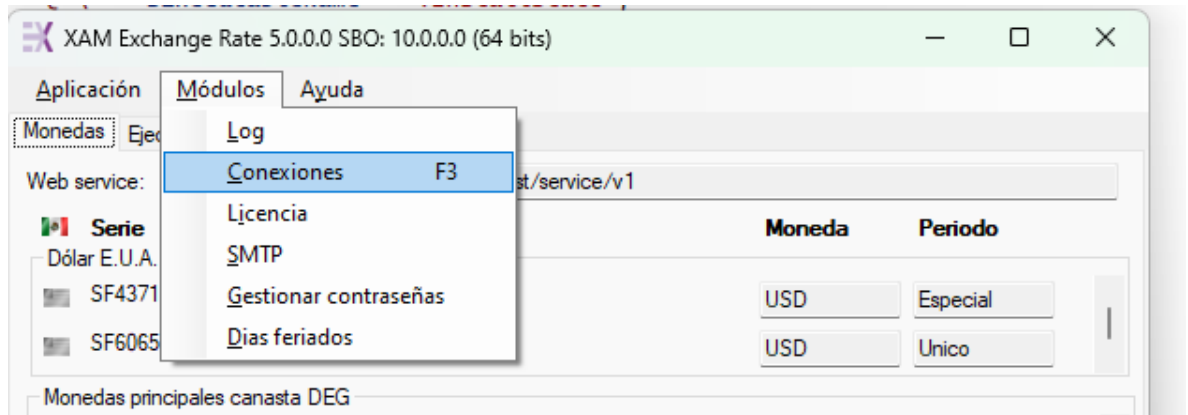 XAM Exchange Rate 5.0.0.0 SBO: 10.0.0.0 (64 bits)
Aplicación Módulos Ayuda
Monedas
Log
Conexiones F3
Web service: st/service/v1
Licencia
Serie Moneda Periodo
Dólar E.U.A.
SMTP
SF4371 Gestionar contraseñas USD Especial
SF6065 Dias feriados USD Unico
Monedas principales canasta DEG